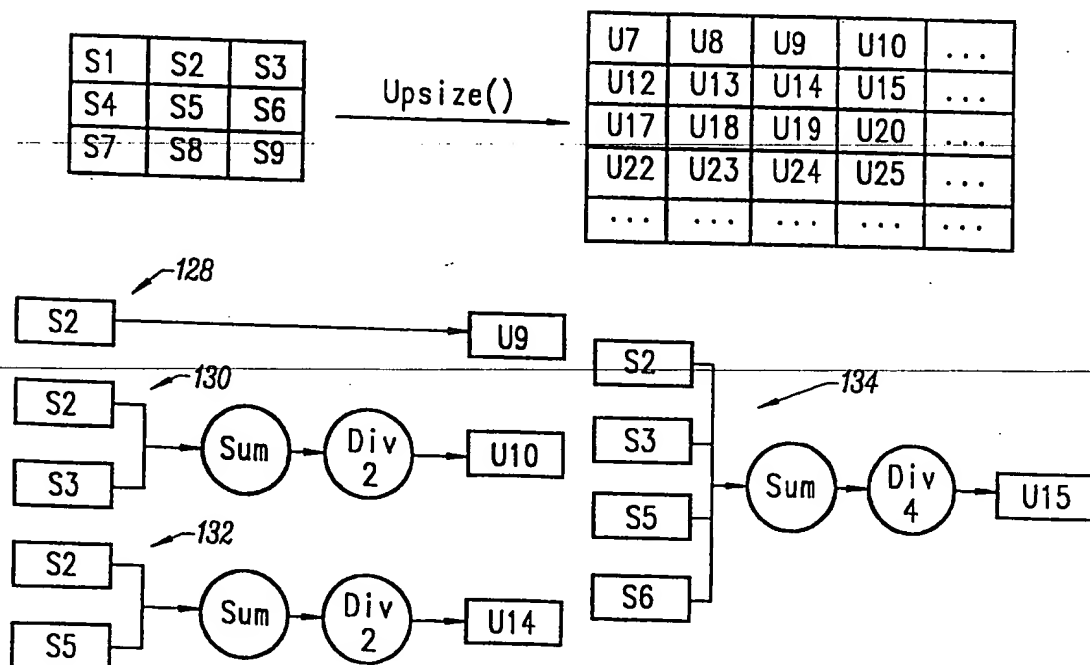 S1 S2 S3
S4 S5 S6
S7 S8 S9
Upsize()
U7 U8 U9 U10 ...
U12 U13 U14 U15 ...
U17 U18 U19 U20 ...
U22 U23 U24 U25 ...
... ... ... ... ...
128
S2
U9
130
S2
S3
Sum
Div
2
U10
132
S2
S5
Sum
Div
2
U14
134
S2
S3
S5
S6
Sum
Div
4
U15